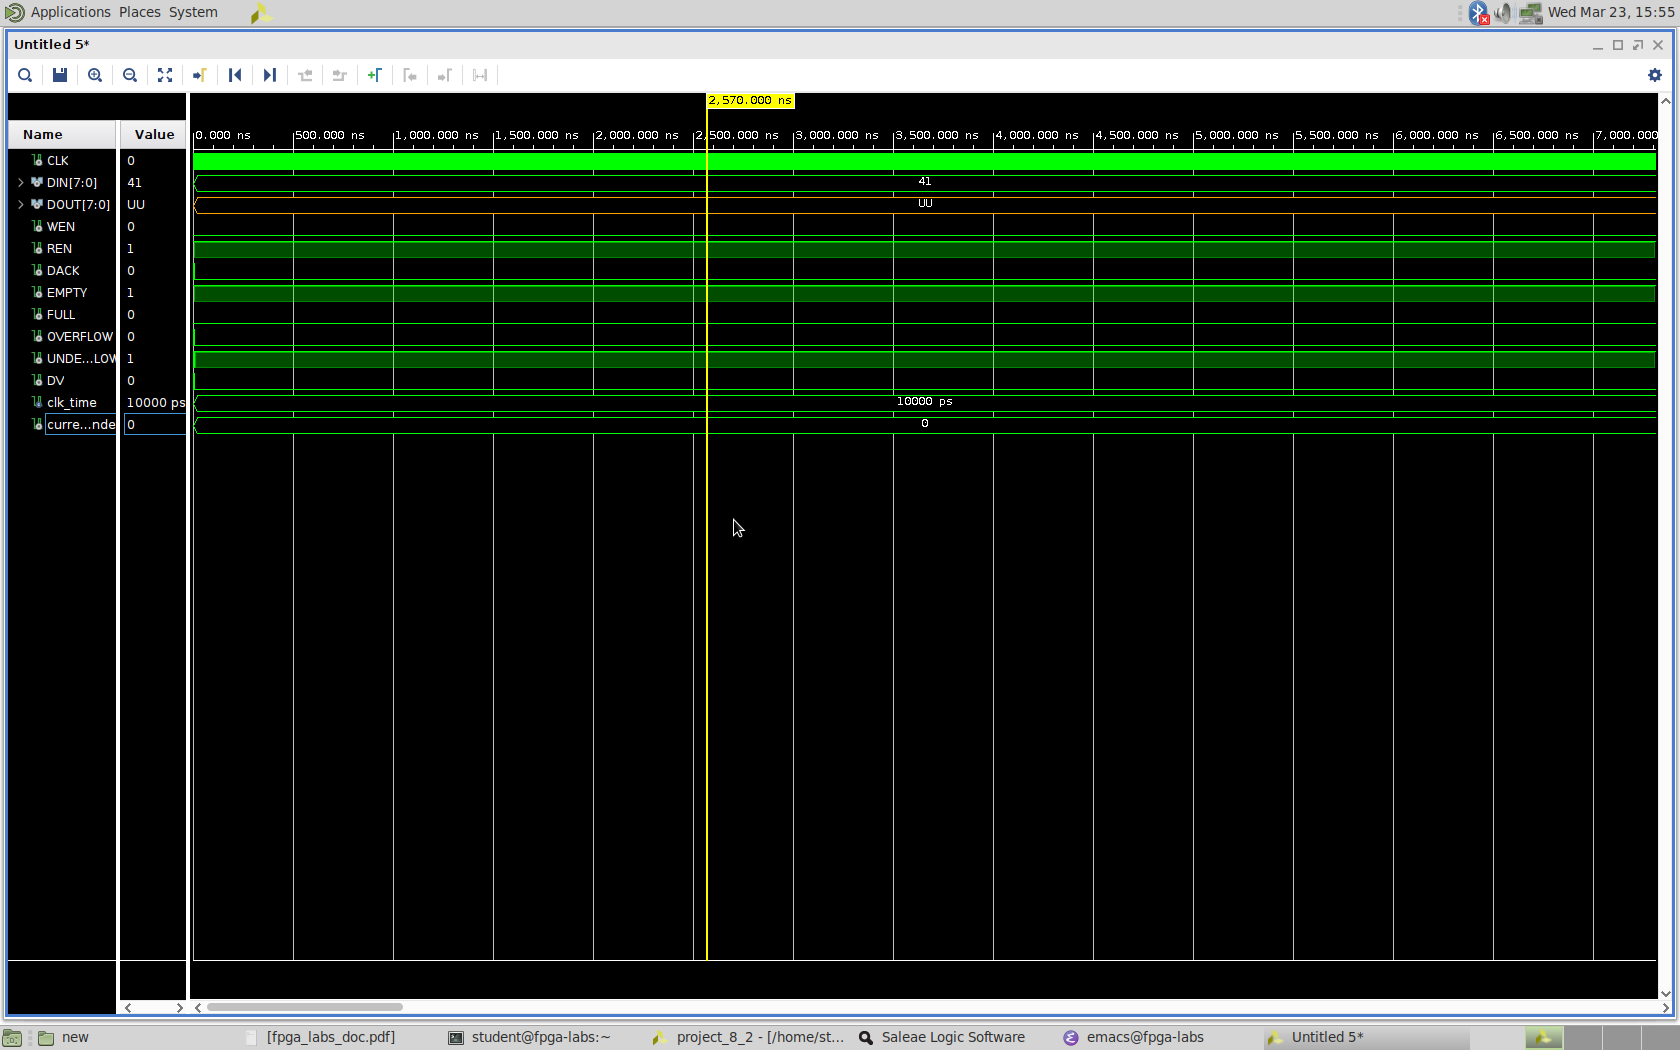 Applications Places System
Wed Mar 23, 15:55
Untitled 5*
2,570.000 ns
Name Value
0.000 ns 500.000 ns 1,000.000 ns 1,500.000 ns 2,000.000 ns 2,500.000 ns 3,000.000 ns 3,500.000 ns 4,000.000 ns 4,500.000 ns 5,000.000 ns 5,500.000 ns 6,000.000 ns 6,500.000 ns 7,000.000
CLK 0
DIN[7:0] 41 41
DOUT[7:0] UU UU
WEN 0
REN 1
DACK 0
EMPTY 1
FULL 0
OVERFLOW 0
UNDE...LOW 1
DV 0
clk_time 10000 ps 10000 ps
curre...nde 0 0
new [fpga_labs_doc.pdf] student@fpga-labs:~ project_8_2 - [/home/st... Saleae Logic Software emacs@fpga-labs Untitled 5*